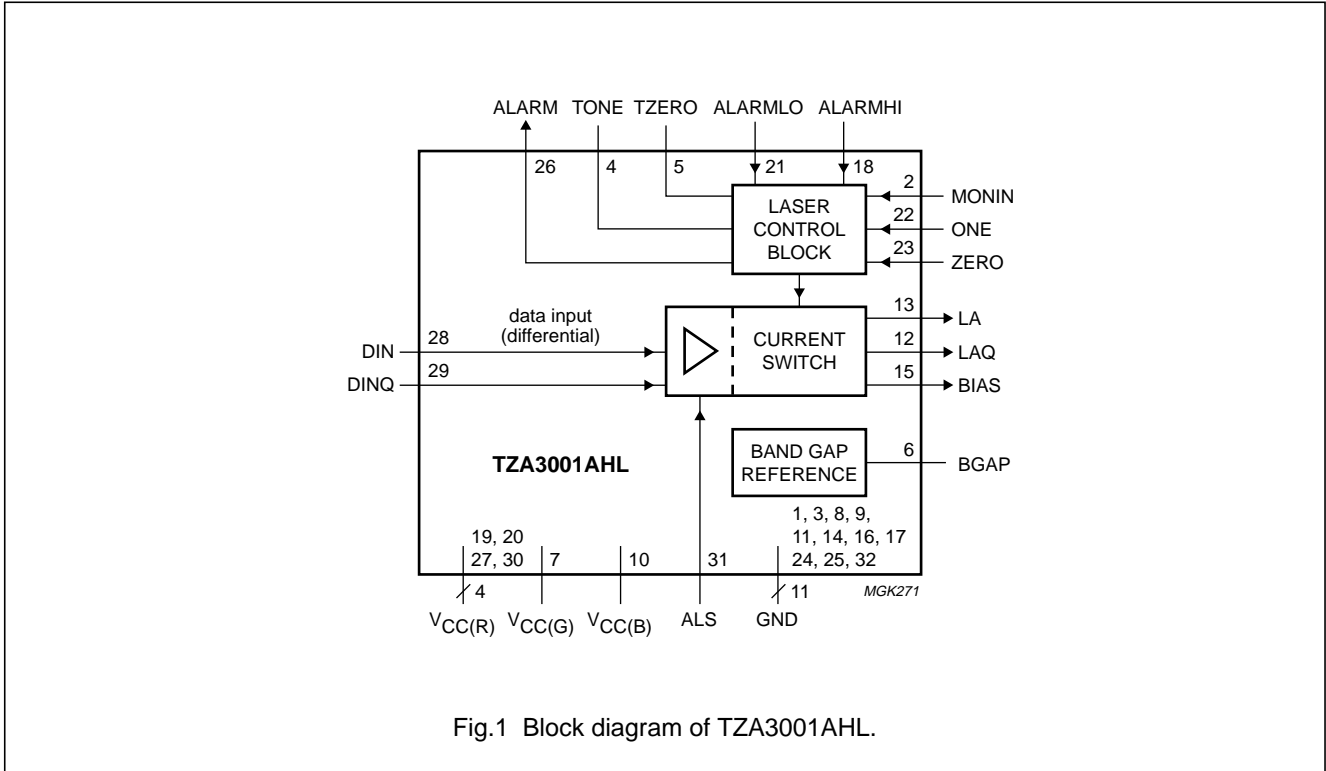 ALARM TONE TZERO ALARMLO ALARMHI
26 4 5 21 18
2 MONIN
LASER
CONTROL
BLOCK
22 ONE
23 ZERO
data input
(differential)
DIN 28
DINQ 29
CURRENT
SWITCH
13 LA
12 LAQ
15 BIAS
TZA3001AHL
BAND GAP
REFERENCE
6 BGAP
19, 20
27, 30
7 10 31
1, 3, 8, 9,
11, 14, 16, 17
24, 25, 32
4 11
MGK271
VCC(R) VCC(G) VCC(B) ALS GND
Fig.1 Block diagram of TZA3001AHL.